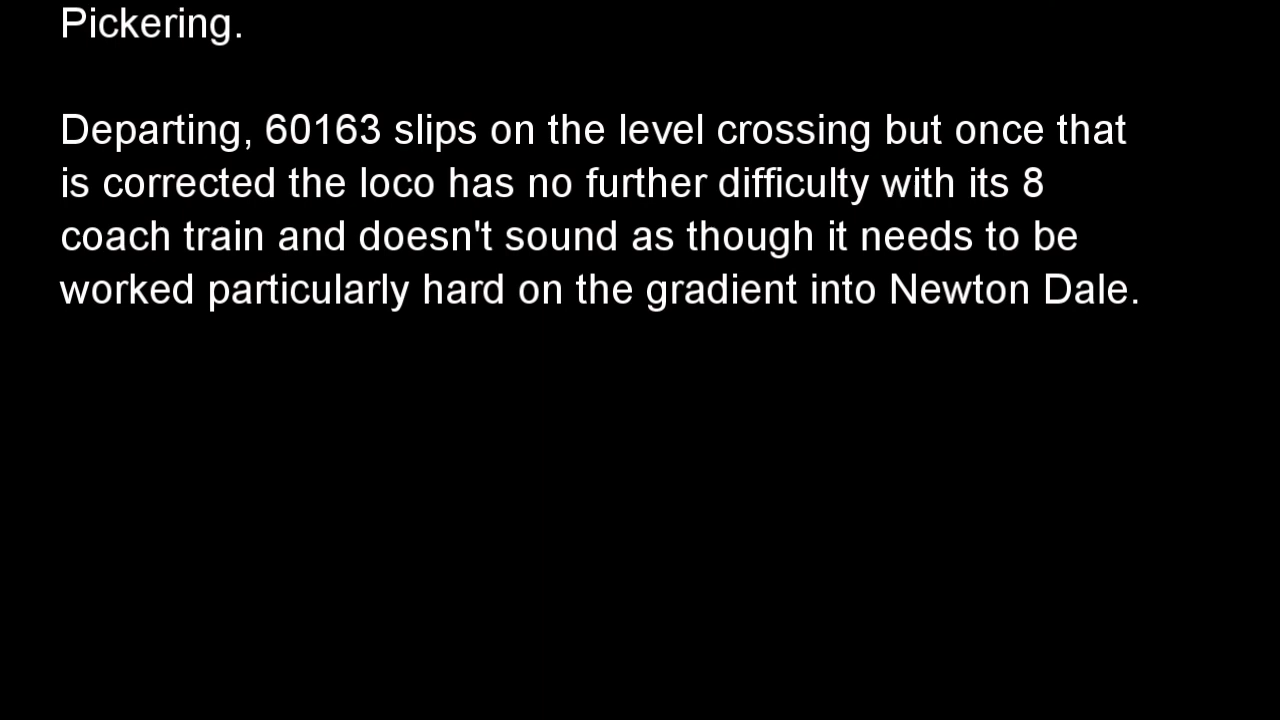 Pickering.
Departing, 60163 slips on the level crossing but once that
is corrected the loco has no further difficulty with its 8
coach train and doesn't sound as though it needs to be
worked particularly hard on the gradient into Newton Dale.